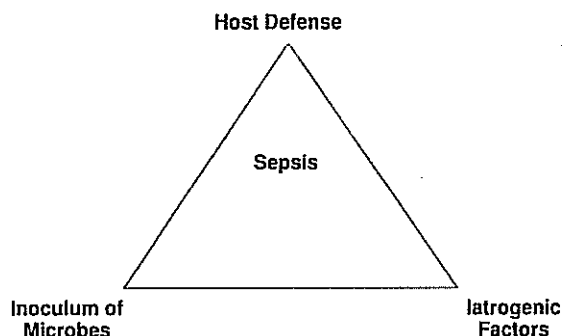 Host Defense
Sepsis
Inoculum of
Microbes
Iatrogenic
Factors